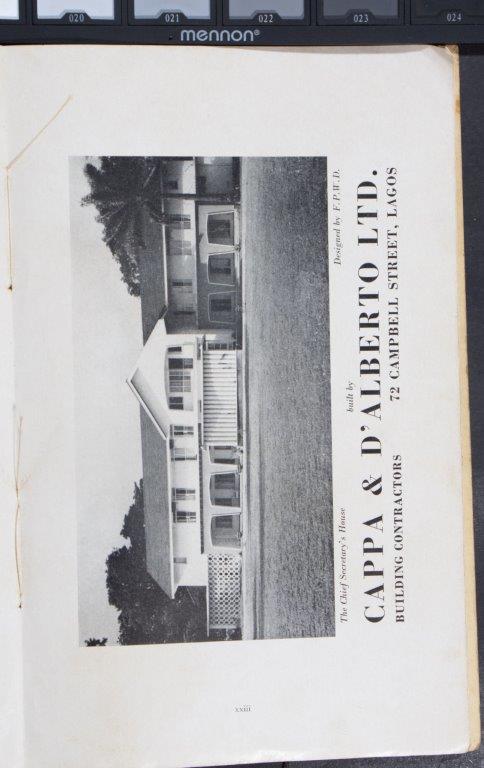 020 021 022 023 024
mennon®
The Chief Secretary's House Designed by F.P.W.D.
built by
CAPPA & D'ALBERTO LTD.
BUILDING CONTRACTORS 72 CAMPBELL STREET, LAGOS
xxiii